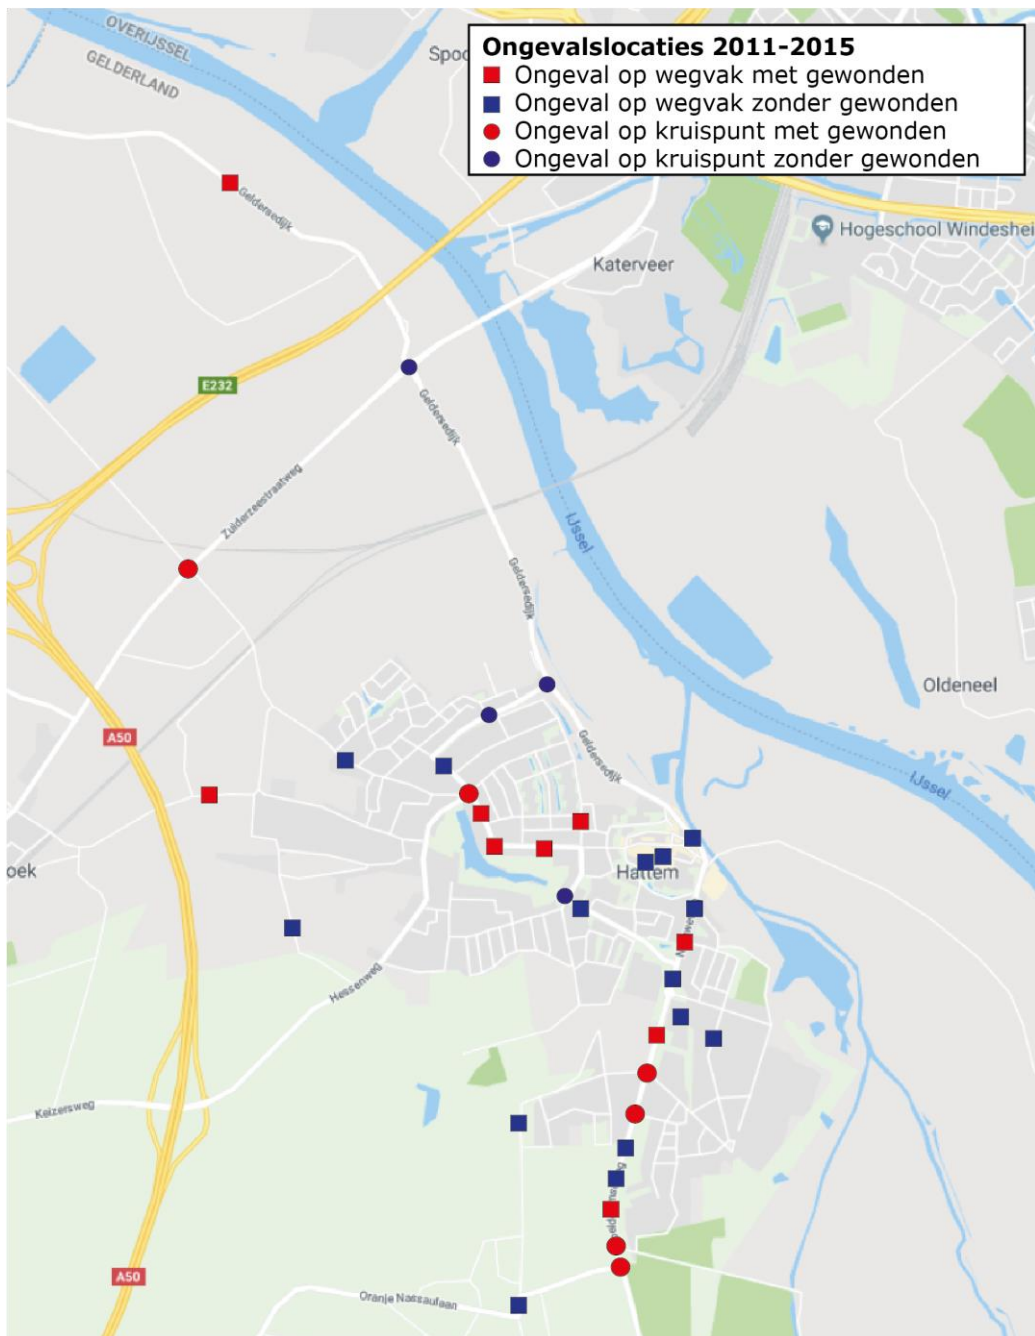 OVERIJSSEL
GELDERLAND
Spoo
Ongevalslocaties 2011-2015
Ongeval op wegvak met gewonden
Ongeval op wegvak zonder gewonden
Ongeval op kruispunt met gewonden
Ongeval op kruispunt zonder gewonden
Geldersedijk
Hogeschool Windeshei
Katerveer
E232
Geldersedijk
Zuiderzeestraatweg
IJssel
Geldersedijk
Oldeneel
A50
Geldersedijk
IJssel
oek
Hattem
Hessenweg
Keizersweg
A50
Oranje Nassaulaan